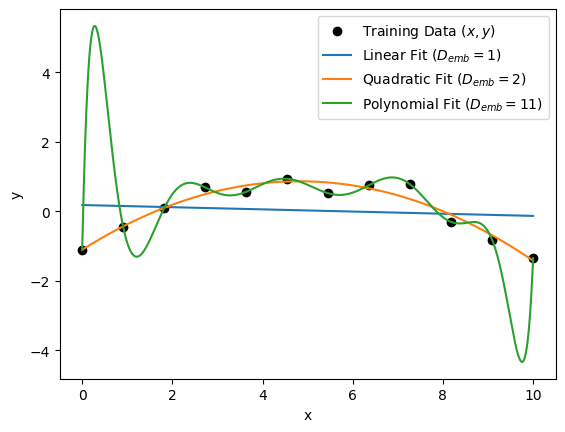 Training Data (x, y)
Linear Fit (D_emb = 1)
Quadratic Fit (D_emb = 2)
Polynomial Fit (D_emb = 11)
y
4
2
0
−2
−4
0 2 4 6 8 10
x